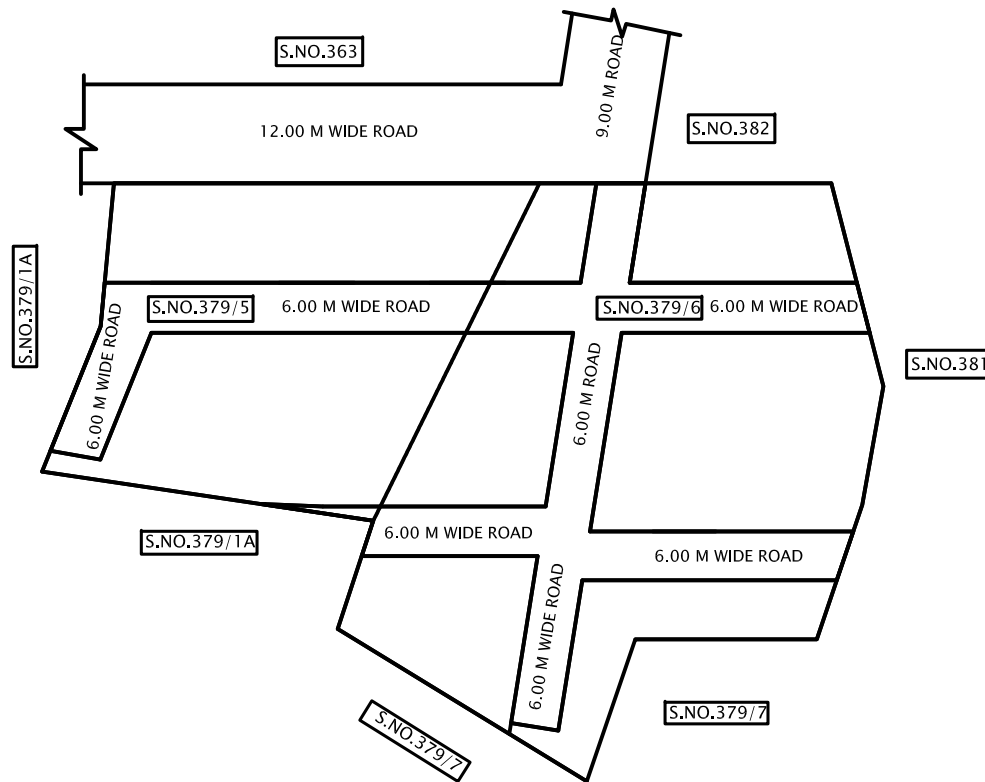 S.NO.363
9.00 M ROAD
12.00 M WIDE ROAD
S.NO.382
S.NO.379/1A
S.NO.379/5
6.00 M WIDE ROAD
S.NO.379/6
6.00 M WIDE ROAD
6.00 M WIDE ROAD
6.00 M ROAD
S.NO.381
S.NO.379/1A
6.00 M WIDE ROAD
6.00 M WIDE ROAD
6.00 M WIDE ROAD
S.NO.379/7
S.NO.379/7